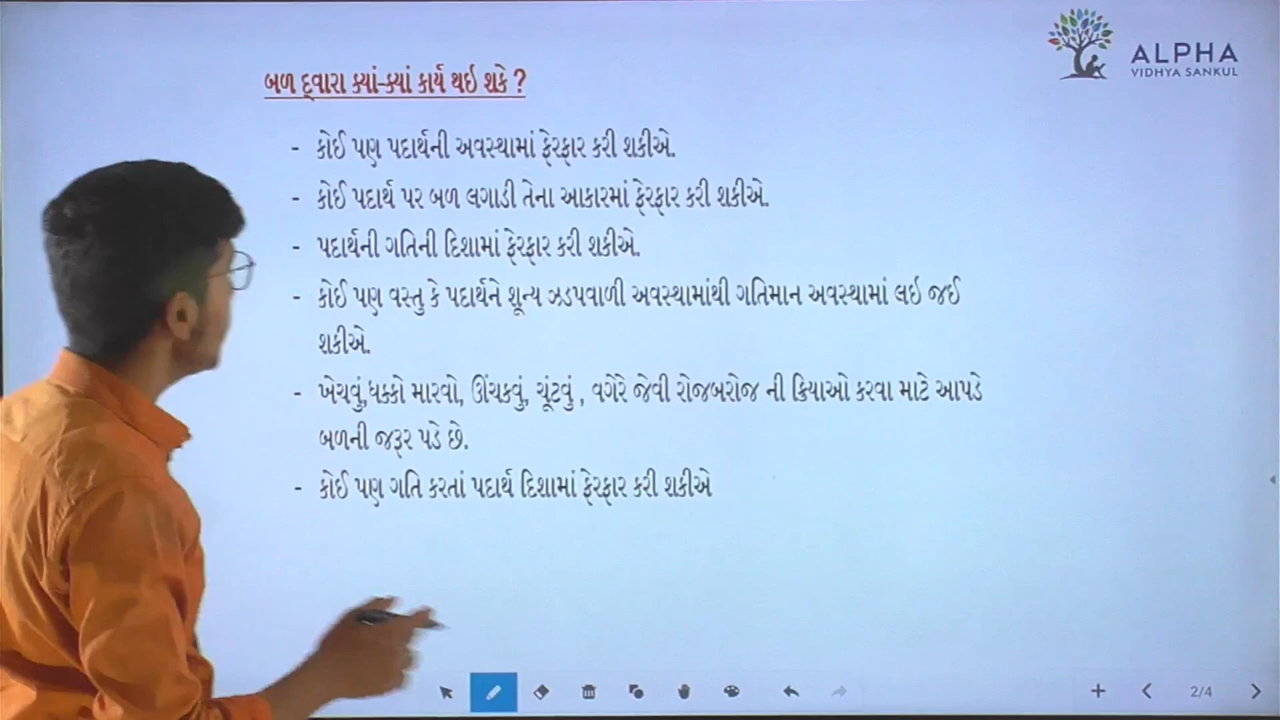 ALPHA
VIDHYA SANKUL
બળ દ્વારા ક્યાં-ક્યાં કાર્ય થઇ શકે ?
- કોઈ પણ પદાર્થની અવસ્થામાં ફેરફાર કરી શકીએ.
- કોઈ પદાર્થ પર બળ લગાડી તેના આકારમાં ફેરફાર કરી શકીએ.
- પદાર્થની ગતિની દિશામાં ફેરફાર કરી શકીએ.
- કોઈ પણ વસ્તુ કે પદાર્થને શૂન્ય ઝડપવાળી અવસ્થામાંથી ગતિમાન અવસ્થામાં લઇ જઈ
શકીએ.
- ખેચવું,ધક્કો મારવો, ઊંચકવું, ચૂંટવું , વગેરે જેવી રોજબરોજ ની ક્રિયાઓ કરવા માટે આપડે
બળની જરૂર પડે છે.
- કોઈ પણ ગતિ કરતાં પદાર્થ દિશામાં ફેરફાર કરી શકીએ
2/4